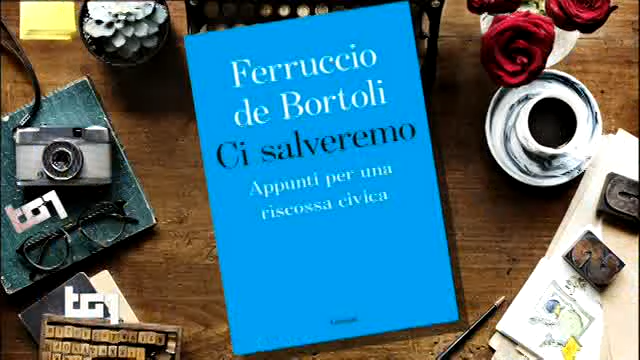 Ferruccio
de Bortoli
Ci salveremo
Appunti per una
riscossa civica
tg1
tg1